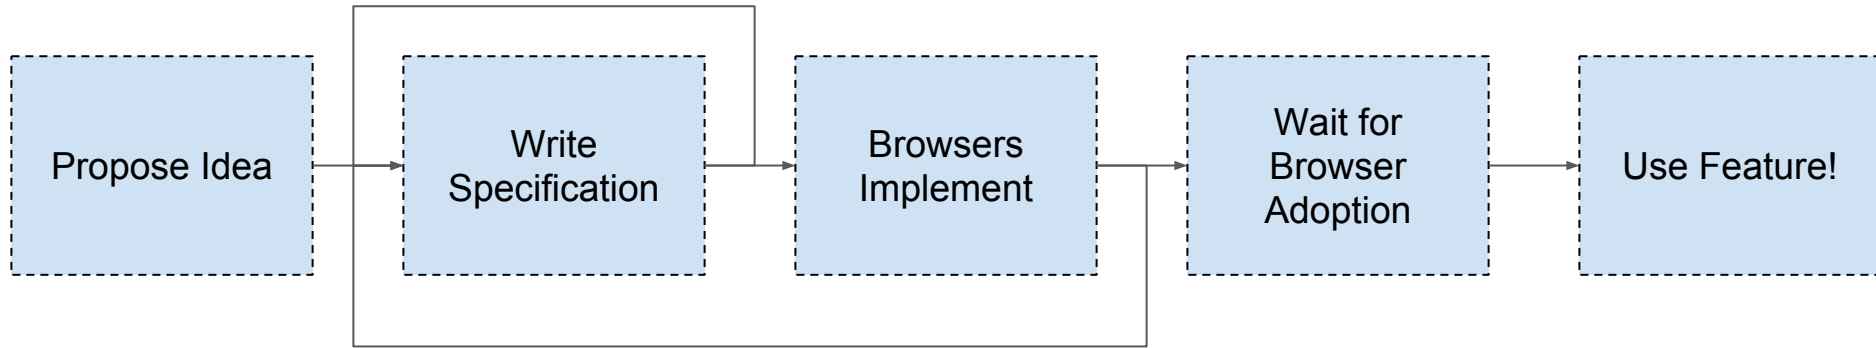 Propose Idea
Write
Specification
Browsers
Implement
Wait for
Browser
Adoption
Use Feature!